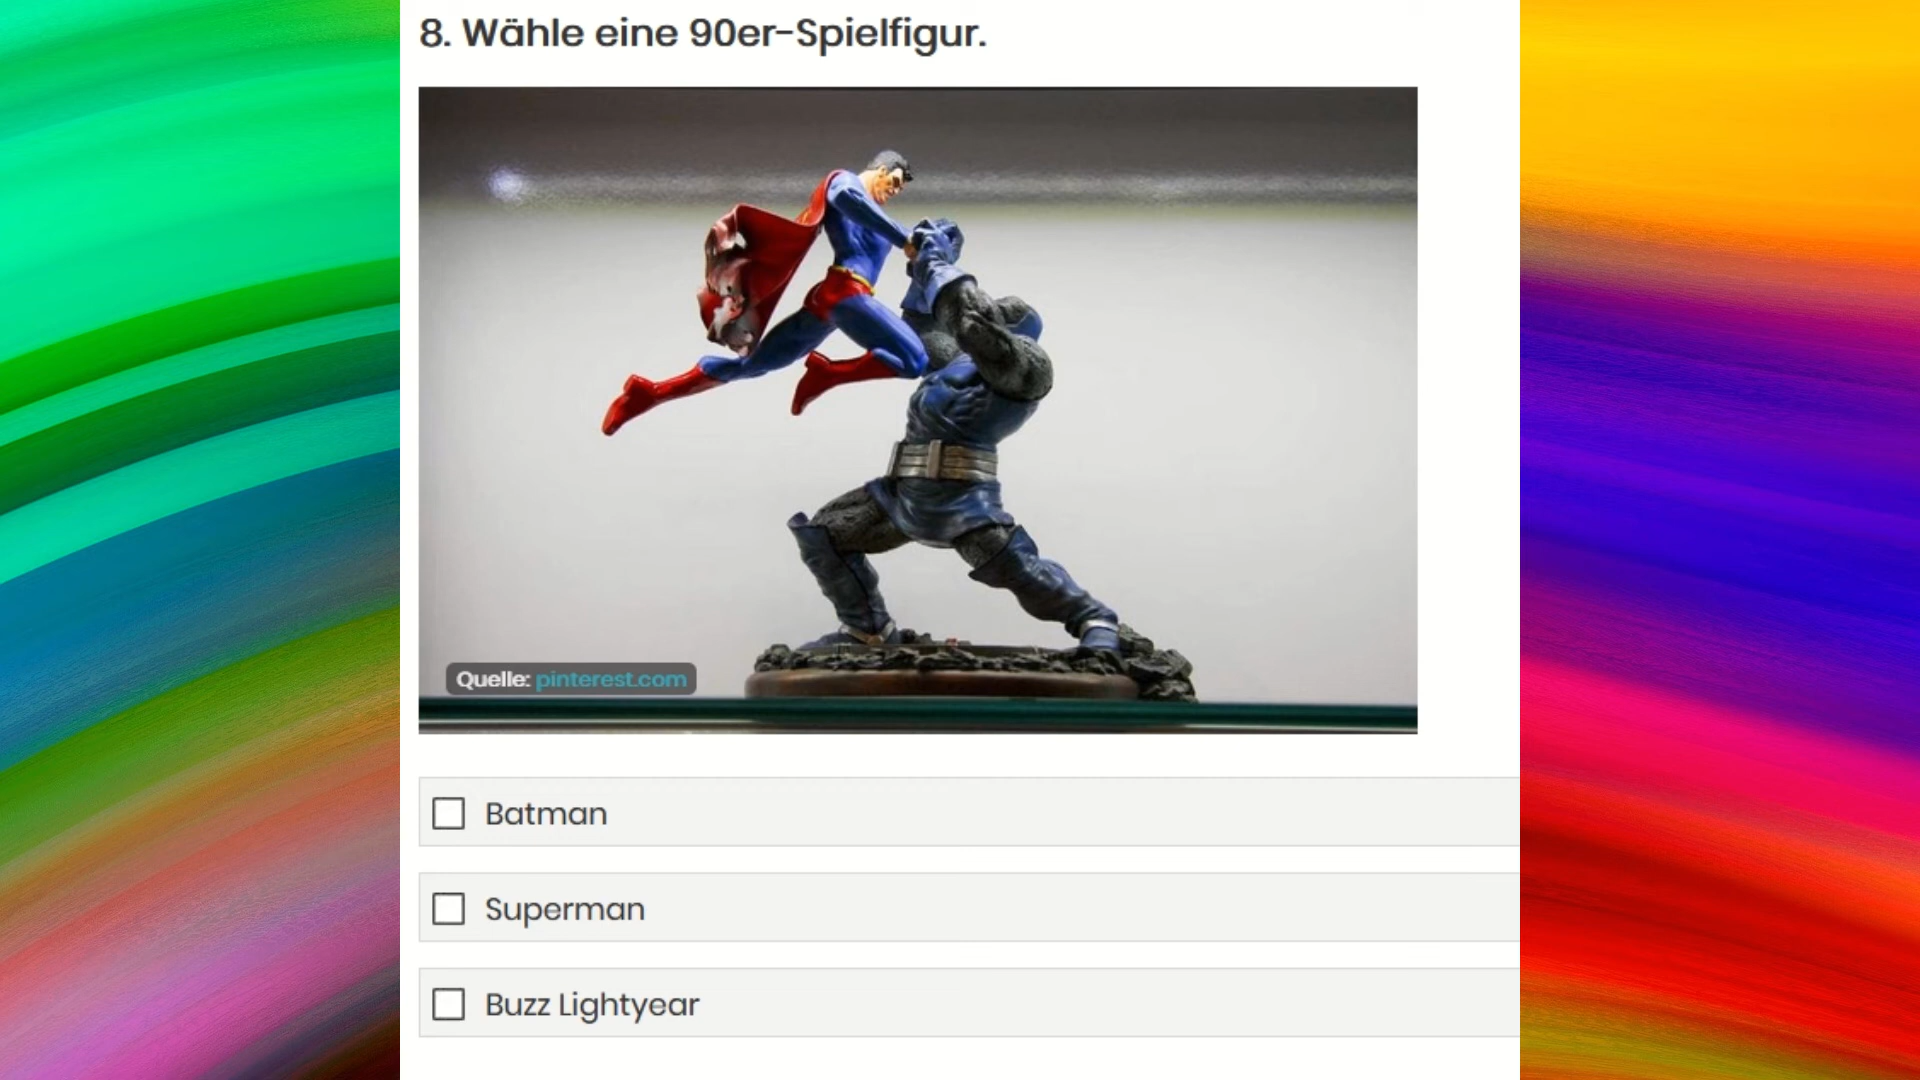 8. Wähle eine 90er-Spielfigur.
Quelle: pinterest.com
Batman
Superman
Buzz Lightyear